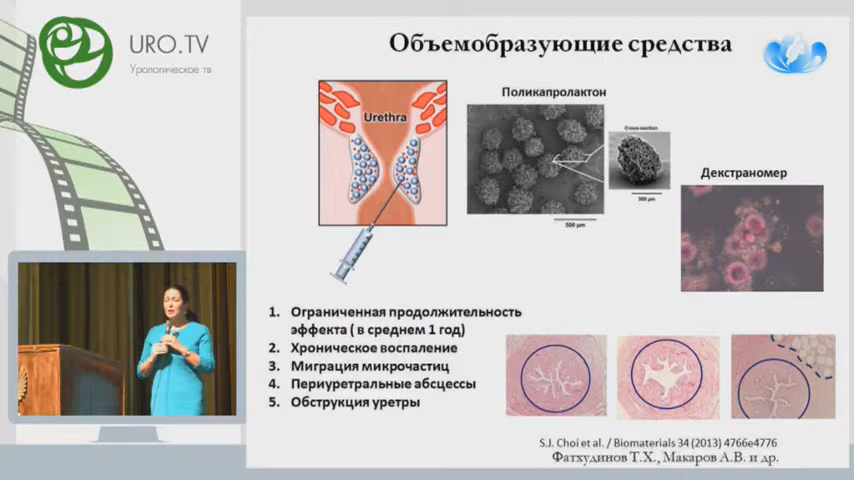 URO.TV
Урологическое тв
Объемобразующие средства
Urethra
Поликапролактон
Cross-section
300 μm
500 μm
Декстраномер
1. Ограниченная продолжительность
эффекта ( в среднем 1 год)
2. Хроническое воспаление
3. Миграция микрочастиц
4. Периуретральные абсцессы
5. Обструкция уретры
S.J. Choi et al. / Biomaterials 34 (2013) 4766e4776
Фатхудинов Т.Х., Макаров А.В. и др.